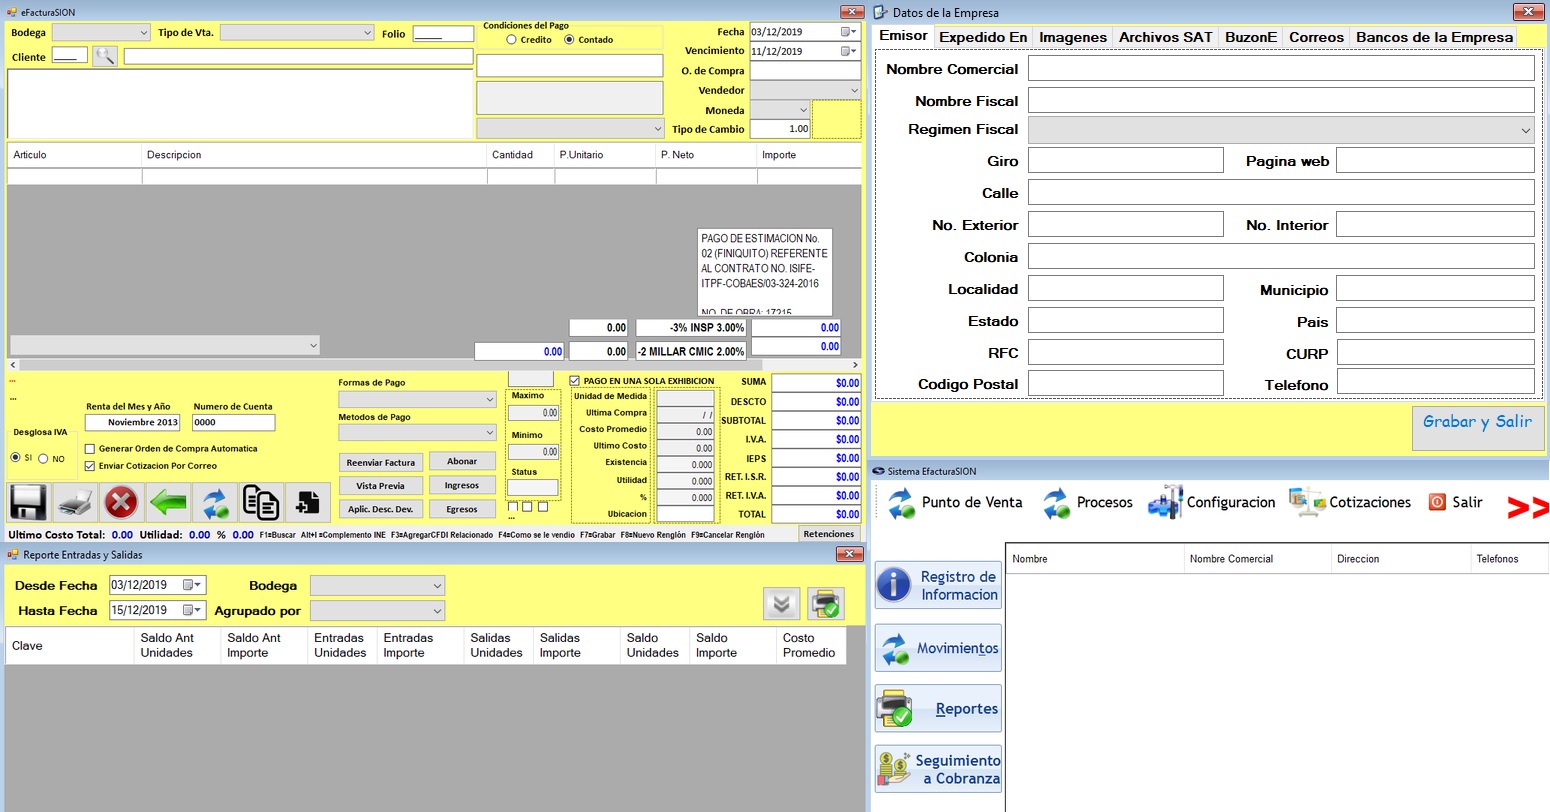 eFacturaSION
Bodega
Tipo de Vta.
Folio
Condiciones del Pago
Credito
Contado
Fecha
03/12/2019
Cliente
Vencimiento
11/12/2019
O. de Compra
Vendedor
Moneda
Tipo de Cambio
1.00
Articulo Descripcion Cantidad P.Unitario P. Neto Importe
PAGO DE ESTIMACION No.
02 (FINIQUITO) REFERENTE
AL CONTRATO NO. ISIFE-
ITPF-COBAES/03-324-2016
NO. DE OBRA: 17215
0.00 -3% INSP 3.00% 0.00
0.00 0.00 -2 MILLAR CMIC 2.00% 0.00
...
...
Renta del Mes y Año
Noviembre 2013
Numero de Cuenta
0000
Desglosa IVA
SI NO
Generar Orden de Compra Automatica
Enviar Cotizacion Por Correo
Formas de Pago
Metodos de Pago
Reenviar Factura Abonar
Vista Previa Ingresos
Aplic. Desc. Dev. Egresos
Maximo
0.00
Minimo
0.00
Status
...
PAGO EN UNA SOLA EXHIBICION
Unidad de Medida
Ultima Compra / /
Costo Promedio 0.00
Ultimo Costo 0.00
Existencia 0.000
Utilidad 0.000
% 0.000
Ubicacion
SUMA $0.00
DESCTO $0.00
SUBTOTAL $0.00
I.V.A. $0.00
IEPS $0.00
RET. I.S.R. $0.00
RET. I.V.A. $0.00
TOTAL $0.00
Ultimo Costo Total: 0.00 Utilidad: 0.00 % 0.00 F1=Buscar Alt+I =Complemento INE F3=AgregarCFDI Relacionado F4=Como se le vendio F7=Grabar F8=Nuevo Renglón F9=Cancelar Renglón
Retenciones
Reporte Entradas y Salidas
Desde Fecha 03/12/2019 Bodega
Hasta Fecha 15/12/2019 Agrupado por
Clave
Saldo Ant
Unidades
Saldo Ant
Importe
Entradas
Unidades
Entradas
Importe
Salidas
Unidades
Salidas
Importe
Saldo
Unidades
Saldo
Importe
Costo
Promedio
Datos de la Empresa
Emisor Expedido En Imagenes Archivos SAT BuzonE Correos Bancos de la Empresa
Nombre Comercial
Nombre Fiscal
Regimen Fiscal
Giro Pagina web
Calle
No. Exterior No. Interior
Colonia
Localidad Municipio
Estado Pais
RFC CURP
Codigo Postal Telefono
Grabar y Salir
Sistema EfacturaSION
Punto de Venta Procesos Configuracion Cotizaciones Salir >>
Nombre Nombre Comercial Direccion Telefonos
Registro de
Informacion
Movimientos
Reportes
Seguimiento
a Cobranza